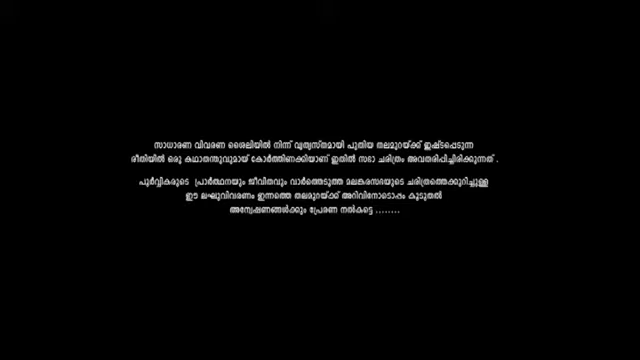 സാധാരണ വിവരണ ശൈലിയിൽ നിന്ന് വ്യത്യസ്തമായി പുതിയ തലമുറയ്ക്ക് ഇഷ്ടപ്പെടുന്ന
രീതിയിൽ ഒരു കഥാതന്തുവുമായ് കോർത്തിണക്കിയാണ് ഇതിൽ സഭാ ചരിത്രം അവതരിപ്പിച്ചിരിക്കുന്നത് .
പൂർവ്വികരുടെ പ്രാർത്ഥനയും ജീവിതവും വാർത്തെടുത്ത മലങ്കരസഭയുടെ ചരിത്രത്തെക്കുറിച്ചുള്ള
ഈ ലഘുവിവരണം ഇന്നത്തെ തലമുറയ്ക്ക് അറിവിനോടൊപ്പം കൂടുതൽ
അന്വേഷണങ്ങൾക്കും പ്രേരണ നൽകട്ടെ ........